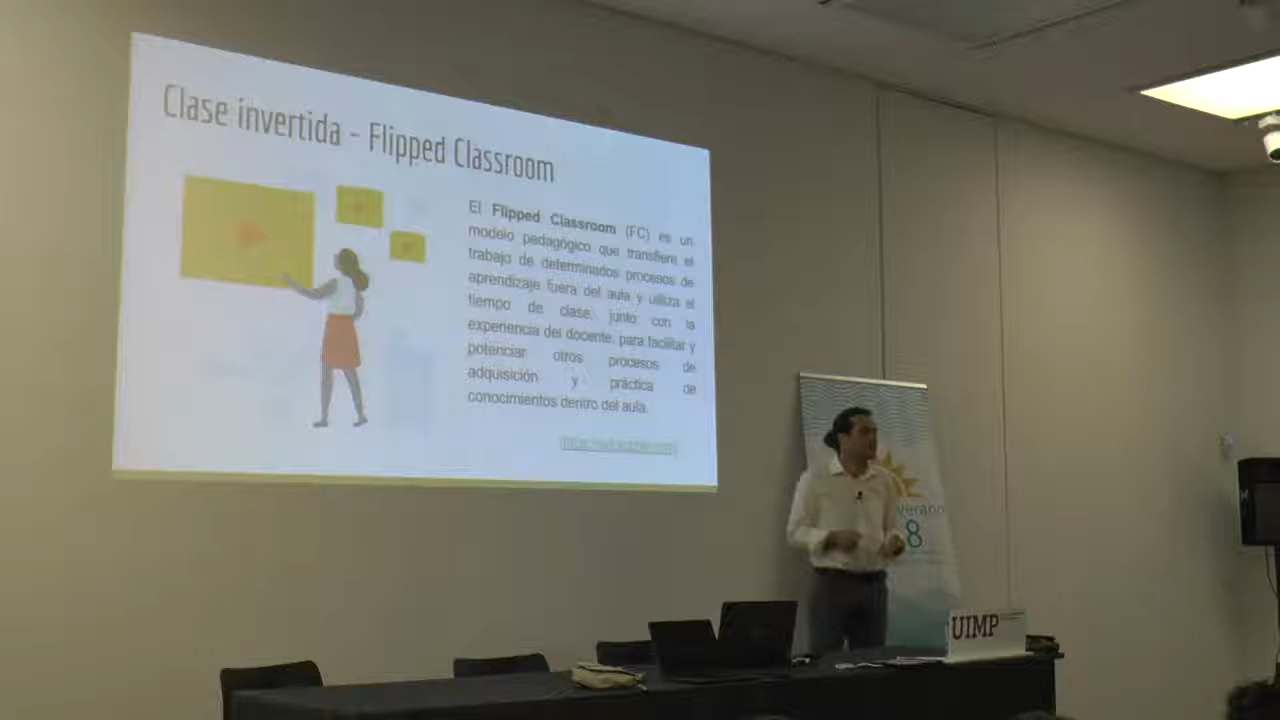 Clase invertida - Flipped Classroom
El Flipped Classroom (FC) es un
modelo pedagógico que transfiere el
trabajo de determinados procesos de
aprendizaje fuera del aula y utiliza el
tiempo de clase, junto con la
experiencia del docente, para facilitar y
potenciar otros procesos de
adquisición y práctica de
conocimientos dentro del aula.
verano
8
UIMP